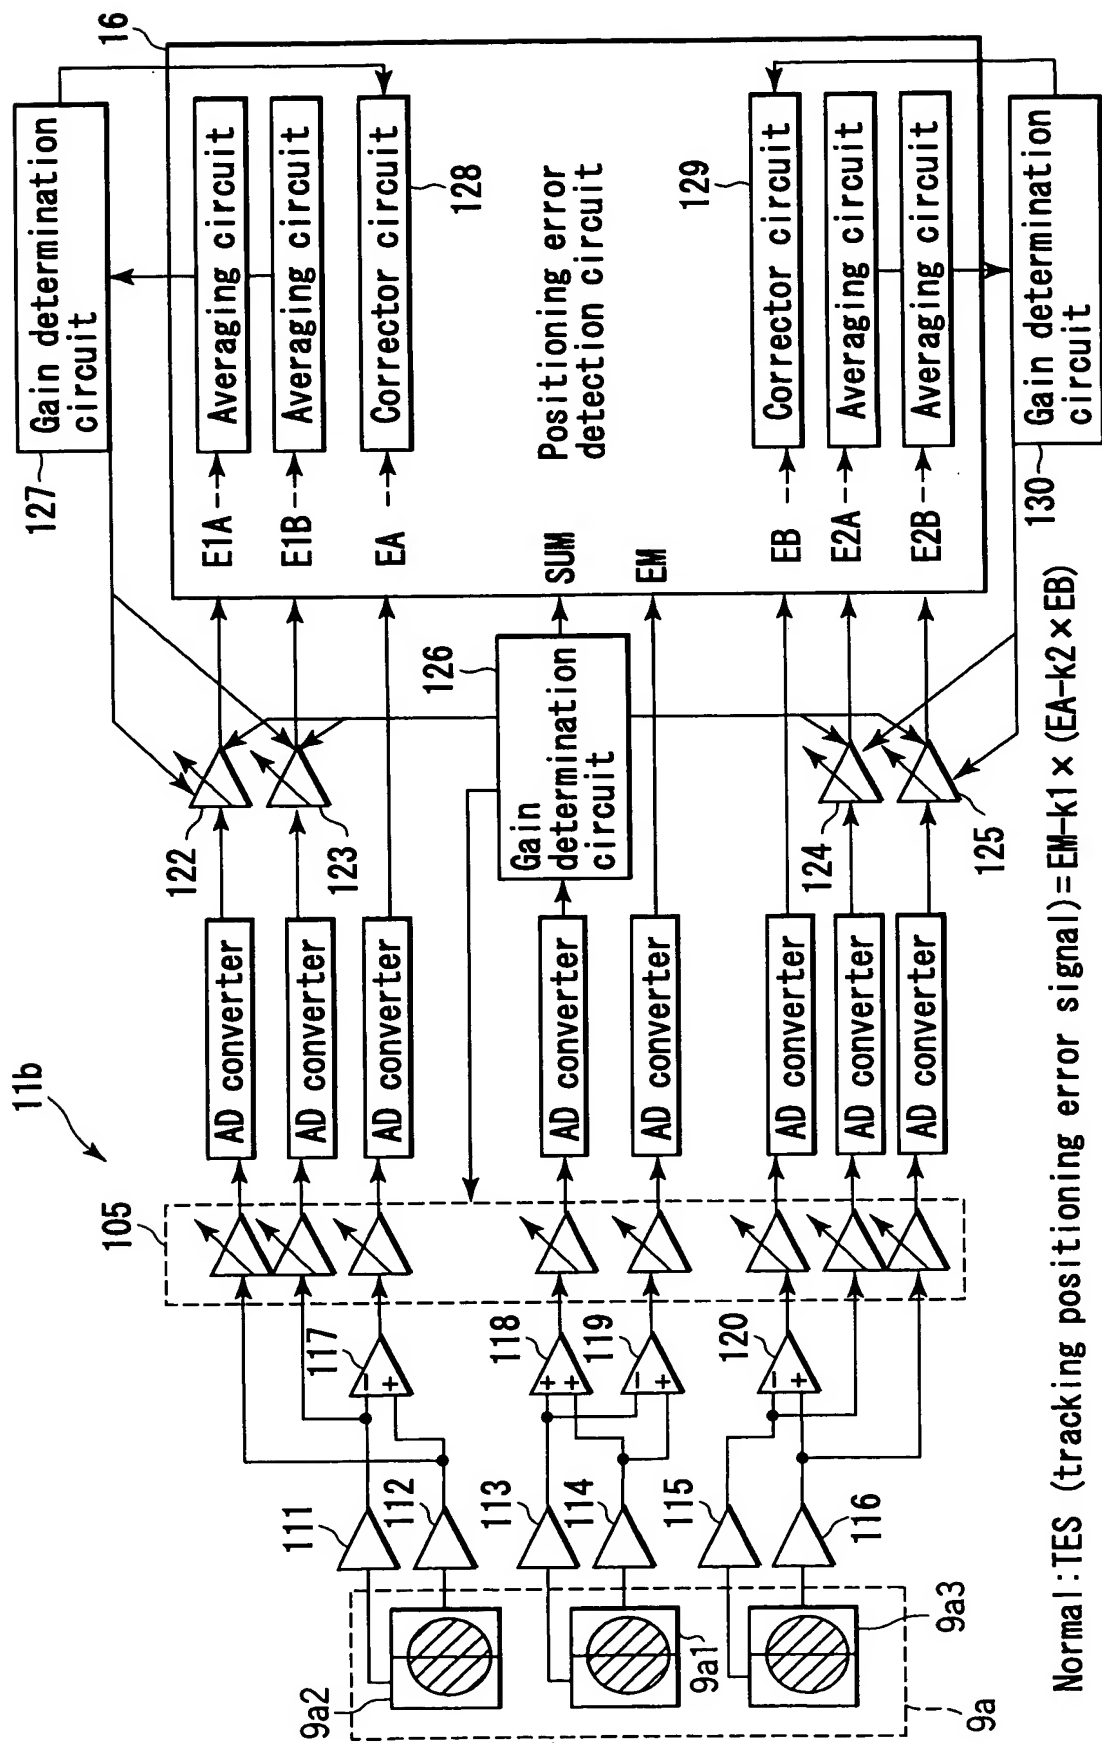 11b
16
127
Gain determination
circuit
105
122
123
117
111
112
9a2
AD converter
AD converter
AD converter
E1A
Averaging circuit
E1B
Averaging circuit
EA
Corrector circuit
128
126
Gain
determination
circuit
118
119
113
114
9a1
AD converter
AD converter
SUM
EM
Positioning error
detection circuit
129
120
115
116
9a3
9a
AD converter
AD converter
AD converter
124
125
EB
Corrector circuit
E2A
Averaging circuit
E2B
Averaging circuit
130
Gain determination
circuit
-
+
+
+
-
+
-
+
Normal:TES (tracking positioning error signal)=EM-k1×(EA-k2×EB)